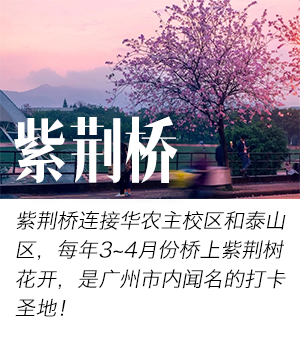 紫荆桥
紫荆桥连接华农主校区和泰山
区，每年3~4月份桥上紫荆树
花开，是广州市内闻名的打卡
圣地！